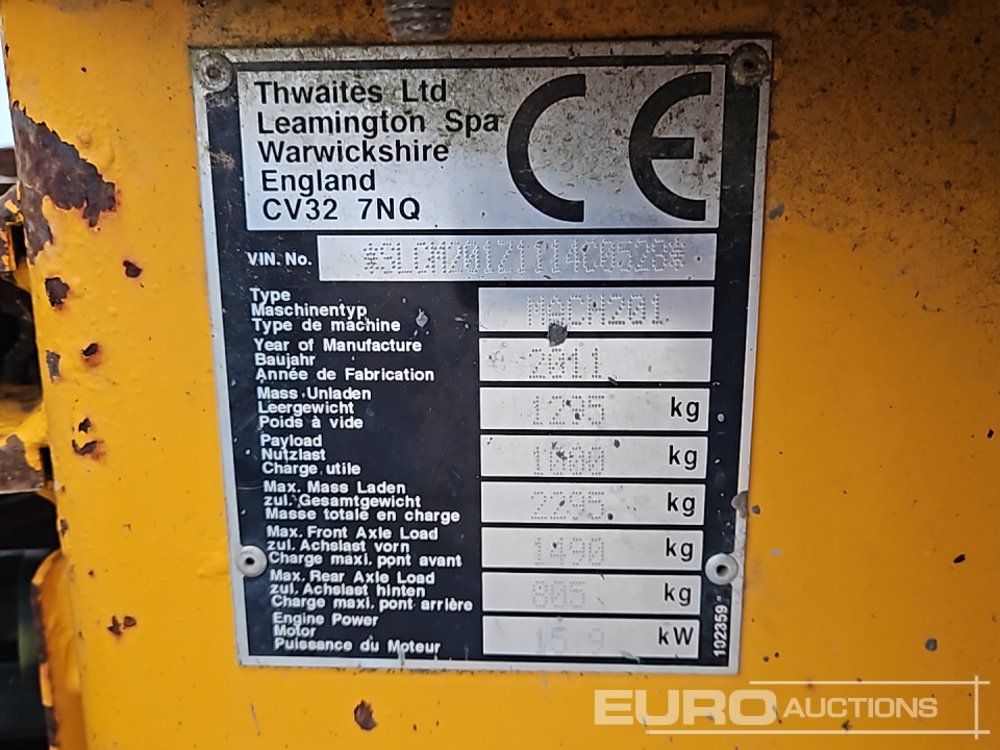 Thwaites Ltd
Leamington Spa
Warwickshire
England
CV32 7NQ
CE
VIN. No.
Type
Maschinentyp
Type de machine
MACH201
Year of Manufacture
Baujahr
Année de Fabrication
2011
Mass Unladen
Leergewicht
Poids à vide
1295 kg
Payload
Nutzlast
Charge utile
1000 kg
Max. Mass Laden
zul. Gesamtgewicht
Masse totale en charge
2295 kg
Max. Front Axle Load
zul. Achslast vorn
Charge maxi. pont avant
1490 kg
Max. Rear Axle Load
zul. Achslast hinten
Charge maxi. pont arrière
805 kg
Engine Power
Motor
Puissance du Moteur
15.9 kW
102359
EURO AUCTIONS